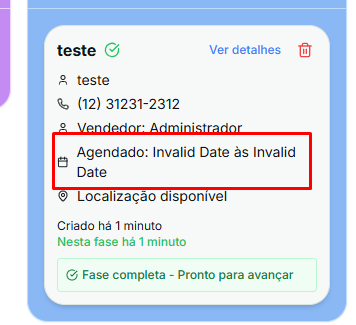 teste Ver detalhes
teste
(12) 31231-2312
Vendedor: Administrador
Agendado: Invalid Date às Invalid
Date
Localização disponível
Criado há 1 minuto
Nesta fase há 1 minuto
Fase completa - Pronto para avançar